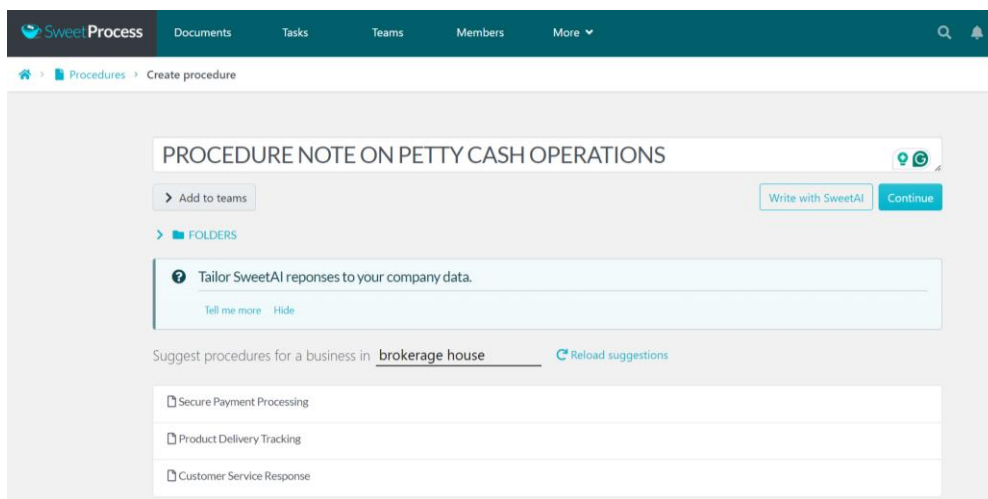 SweetProcess Documents Tasks Teams Members More
Procedures Create procedure
PROCEDURE NOTE ON PETTY CASH OPERATIONS
Add to teams Write with SweetAI Continue
FOLDERS
Tailor SweetAI reponses to your company data.
Tell me more Hide
Suggest procedures for a business in brokerage house Reload suggestions
Secure Payment Processing
Product Delivery Tracking
Customer Service Response